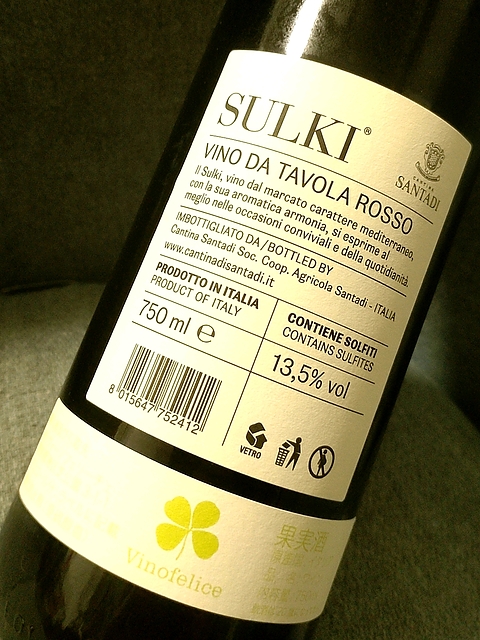 SULKI®
CANTINA
SANTADI
VINO DA TAVOLA ROSSO
Il Sulki, vino dal marcato carattere mediterraneo,
con la sua aromatica armonia, si esprime al
meglio nelle occasioni conviviali e della quotidianità.
IMBOTTIGLIATO DA / BOTTLED BY
Cantina Santadi Soc. Coop. Agricola Santadi - ITALIA
www.cantinadisantadi.it
PRODOTTO IN ITALIA
PRODUCT OF ITALY
750 ml ℮
CONTIENE SOLFITI
CONTAINS SULFITES
13,5% vol
8 015647 752412
VETRO
Vinofelice
果実酒